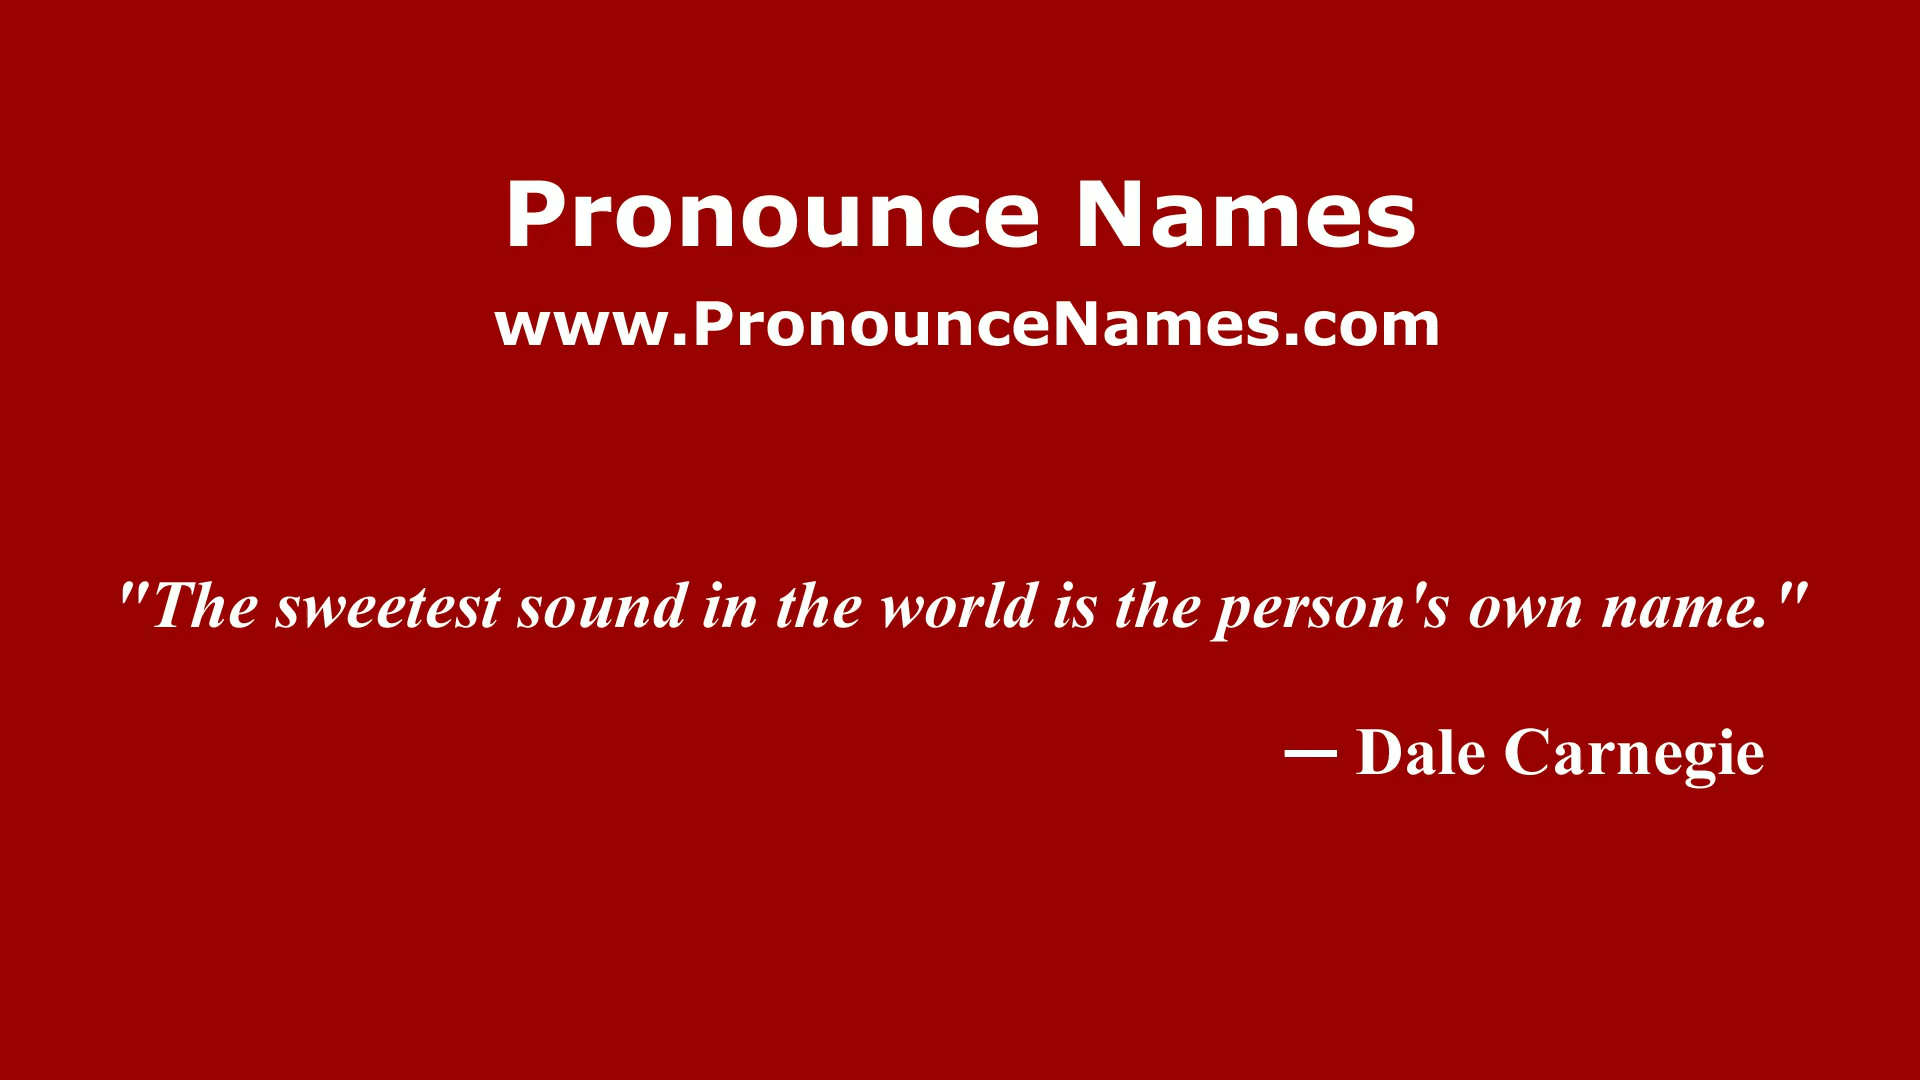 Pronounce Names
www.PronounceNames.com
"The sweetest sound in the world is the person's own name."
— Dale Carnegie